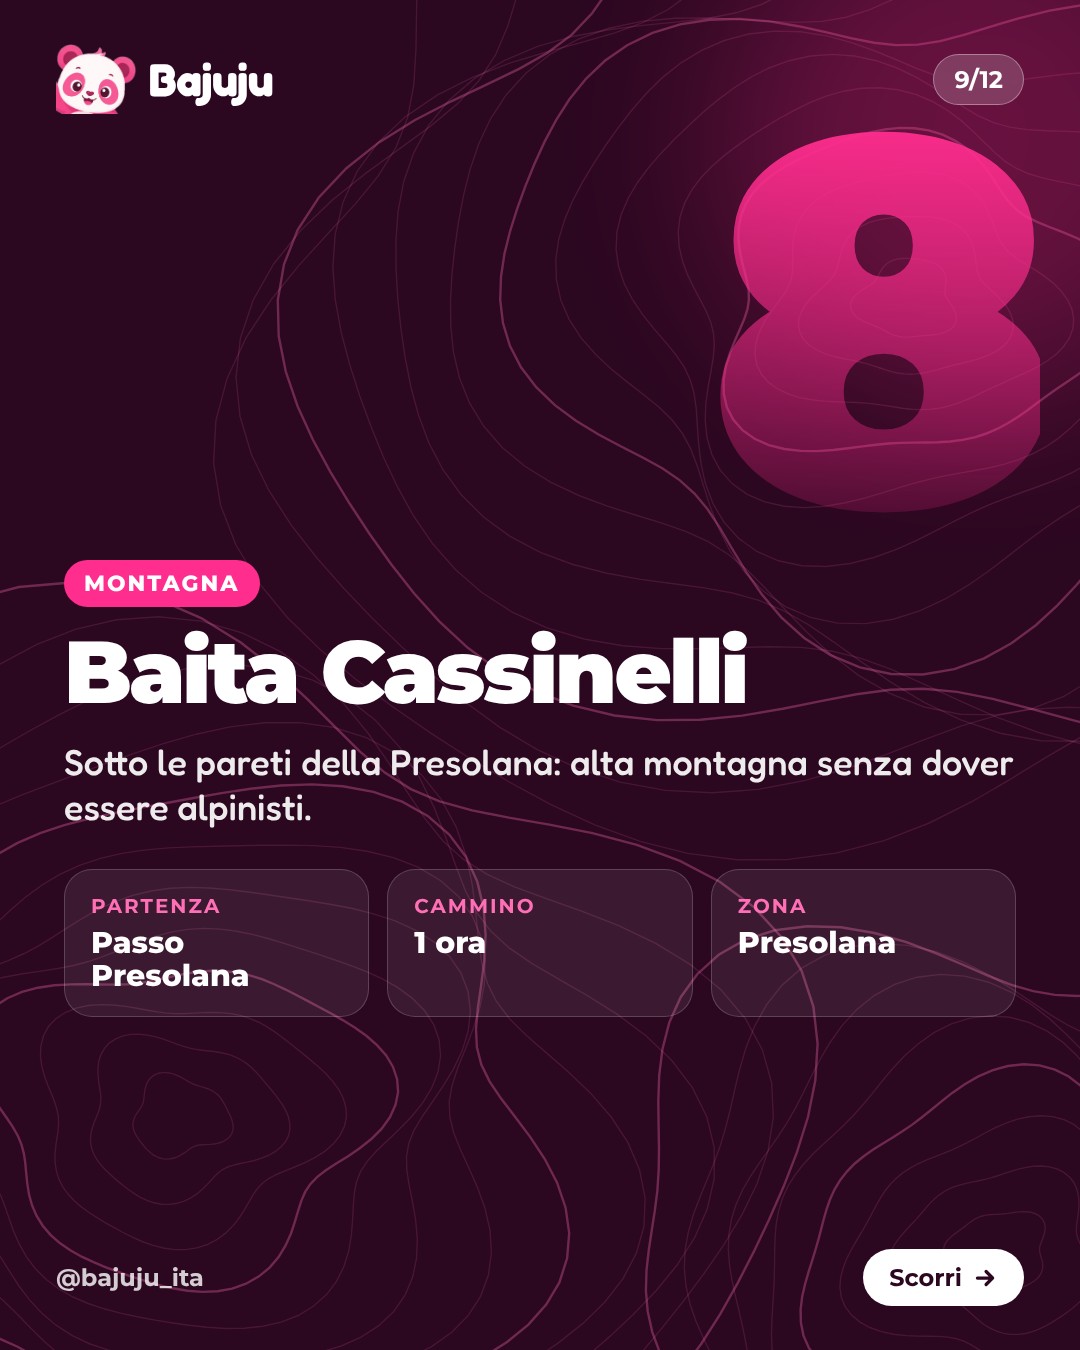 Bajuju
9/12
8
MONTAGNA
Baita Cassinelli
Sotto le pareti della Presolana: alta montagna senza dover
essere alpinisti.
PARTENZA
Passo
Presolana
CAMMINO
1 ora
ZONA
Presolana
@bajuju_ita
Scorri →